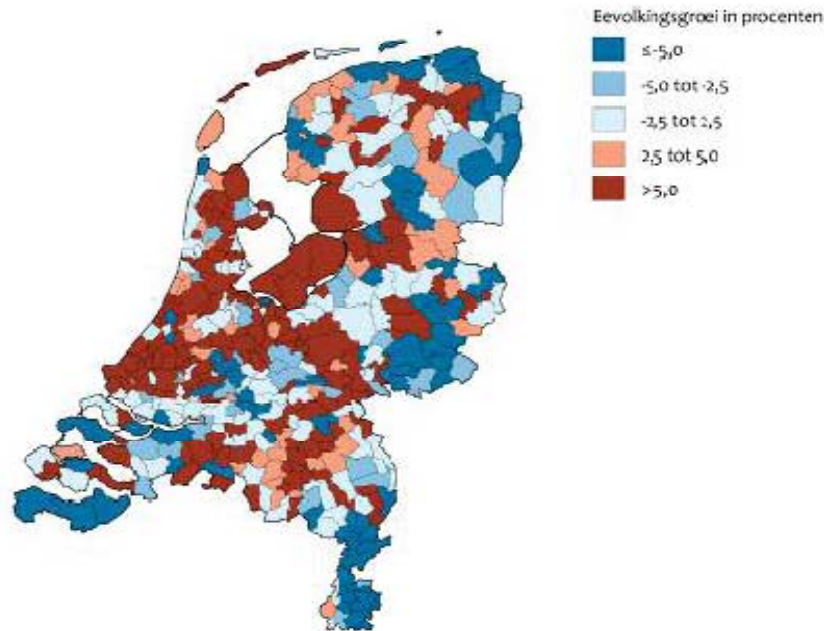 Bevolkingsgroei in procenten
≤-5,0
-5,0 tot -2,5
-2,5 tot 2,5
2,5 tot 5,0
>5,0